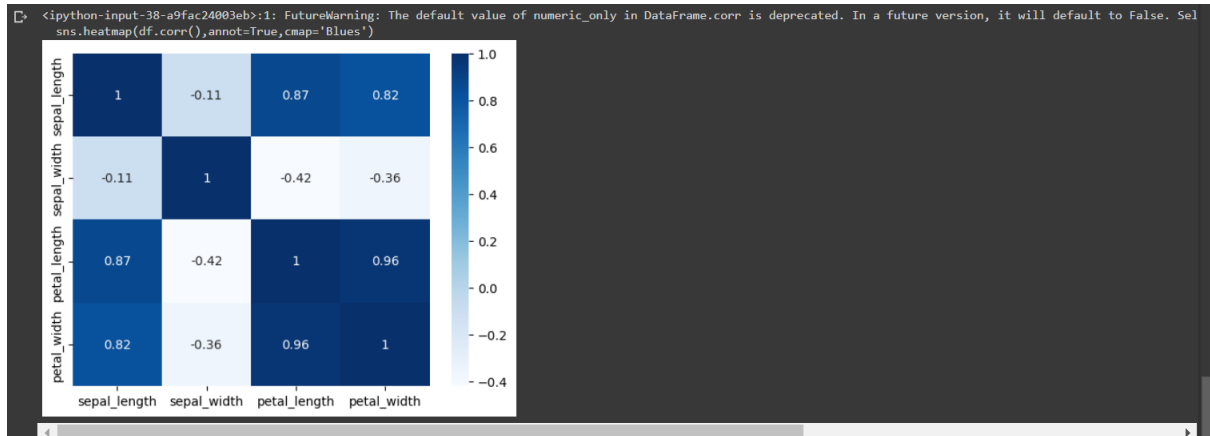 <ipython-input-38-a9fac24003eb>:1: FutureWarning: The default value of numeric_only in DataFrame.corr is deprecated. In a future version, it will default to False. Sel
sns.heatmap(df.corr(),annot=True,cmap='Blues')
sepal_length 1 -0.11 0.87 0.82
sepal_width -0.11 1 -0.42 -0.36
petal_length 0.87 -0.42 1 0.96
petal_width 0.82 -0.36 0.96 1
sepal_length sepal_width petal_length petal_width
1.0
0.8
0.6
0.4
0.2
0.0
−0.2
−0.4